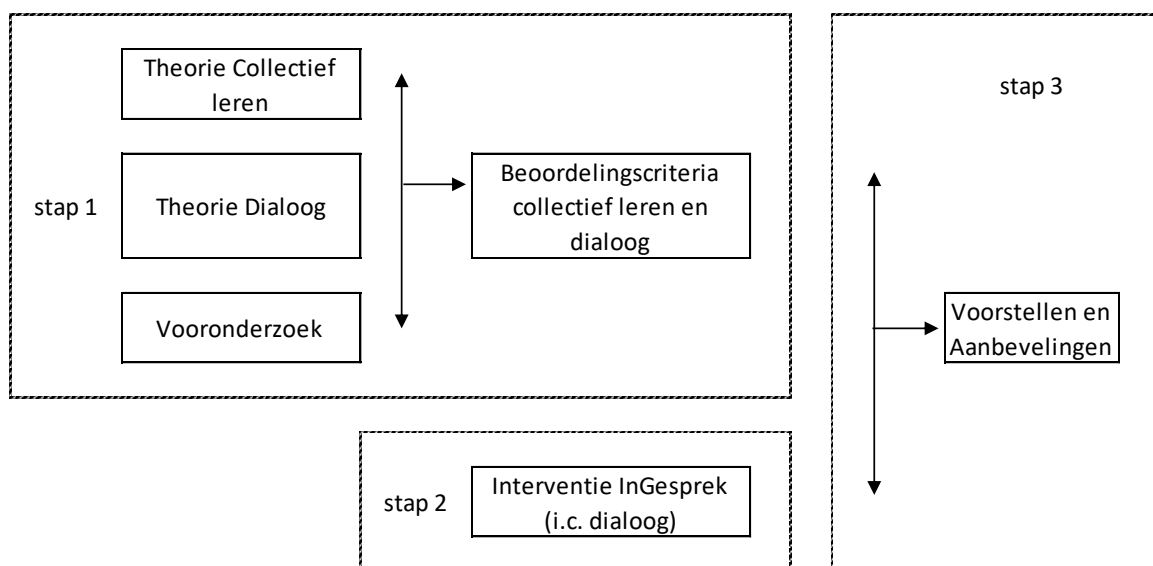 Theorie Collectief
leren
stap 1
Theorie Dialoog
Vooronderzoek
Beoordelingscriteria
collectief leren en
dialoog
stap 2
Interventie InGesprek
(i.c. dialoog)
stap 3
Voorstellen en
Aanbevelingen